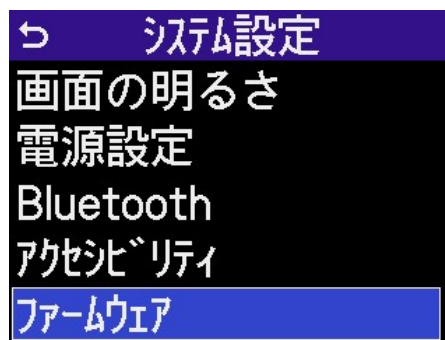 システム設定
画面の明るさ
電源設定
Bluetooth
アクセシビリティ
ファームウェア